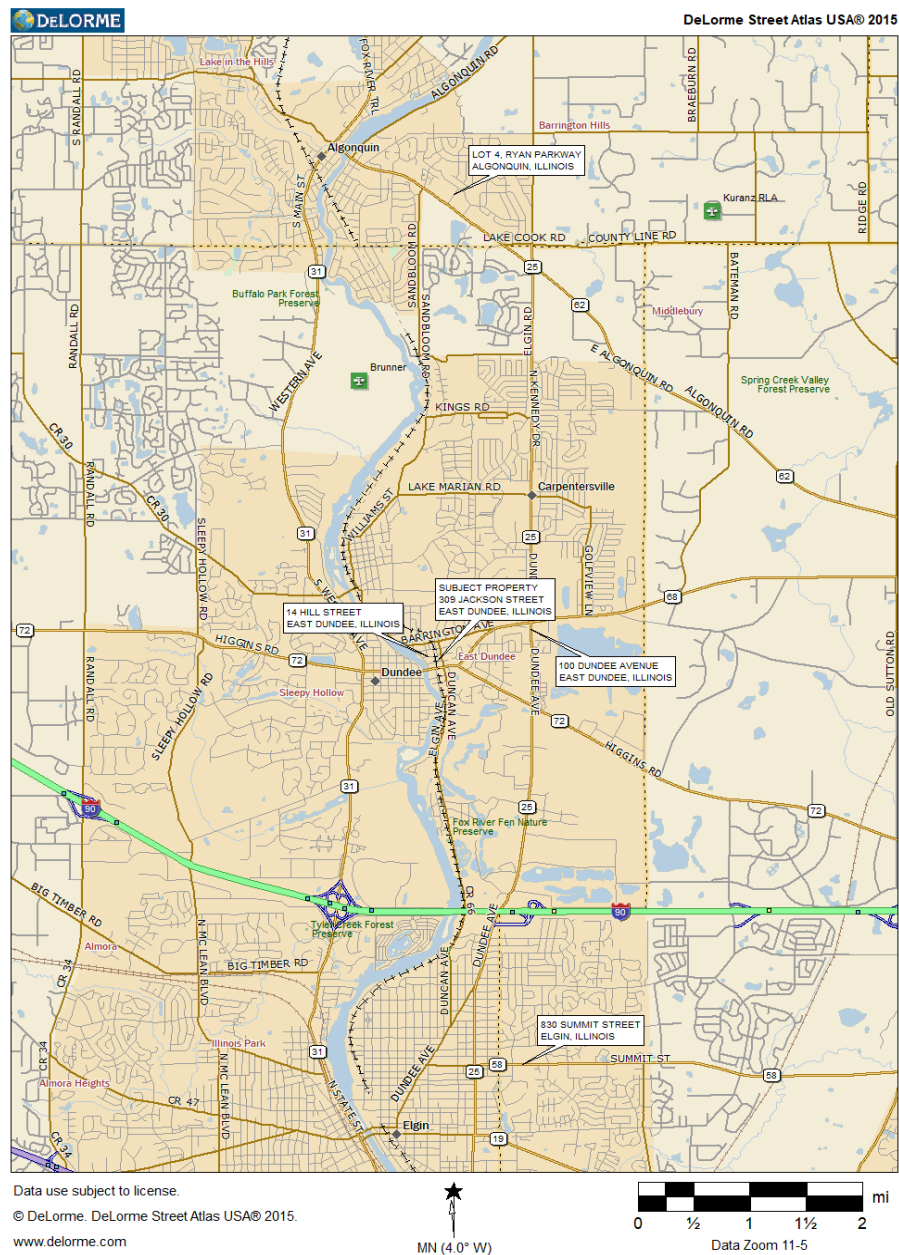 DELORME
DeLorme Street Atlas USA® 2015
Lake in the Hills
FOX RIVER TRL
ALGONQUIN RD
BRAEBURN RD
S RANDALL RD
Barrington Hills
Algonquin
LOT 4, RYAN PARKWAY
ALGONQUIN, ILLINOIS
S MAIN ST
Kuranz RLA
RIDGE RD
SANDBLOOM RD
LAKE COOK RD
COUNTY LINE RD
31
25
BATEMAN RD
Buffalo Park Forest
Preserve
SANDBLOOM RD
62
Middlebury
RANDALL RD
ELGIN RD
E ALGONQUIN RD
WESTERN AVE
Brunner
N KENNEDY DR
Spring Creek Valley
Forest Preserve
ALGONQUIN RD
KINGS RD
CR 30
RANDALL RD
62
LAKE MARIAN RD
Carpentersville
CR 30
WILLIAMS ST
SLEEPY HOLLOW RD
31
25
GOLFVIEW LN
SUBJECT PROPERTY
309 JACKSON STREET
EAST DUNDEE, ILLINOIS
68
14 HILL STREET
EAST DUNDEE, ILLINOIS
72
BARRINGTON AVE
HIGGINS RD
72
East Dundee
100 DUNDEE AVENUE
EAST DUNDEE, ILLINOIS
OLD SUTTON RD
Dundee
Sleepy Hollow
RANDALL RD
SLEEPY HOLLOW RD
DUNCAN AVE
DUNDEE AVE
ELGIN AVE
72
HIGGINS RD
31
90
25
72
Fox River Fen Nature
Preserve
BIG TIMBER RD
CR 66
90
Tyler Creek Forest
Preserve
DUNDEE AVE
Almora
N MC LEAN BLVD
BIG TIMBER RD
DUNCAN AVE
CR 34
830 SUMMIT STREET
ELGIN, ILLINOIS
Illinois Park
31
CR 34
58
SUMMIT ST
25
58
Almora Heights
N MC LEAN BLVD
DUNDEE AVE
CR 47
N STATE ST
Elgin
19
CR 34
Data use subject to license.
© DeLorme. DeLorme Street Atlas USA® 2015.
www.delorme.com
MN (4.0° W)
mi
0 ½ 1 1½ 2
Data Zoom 11-5